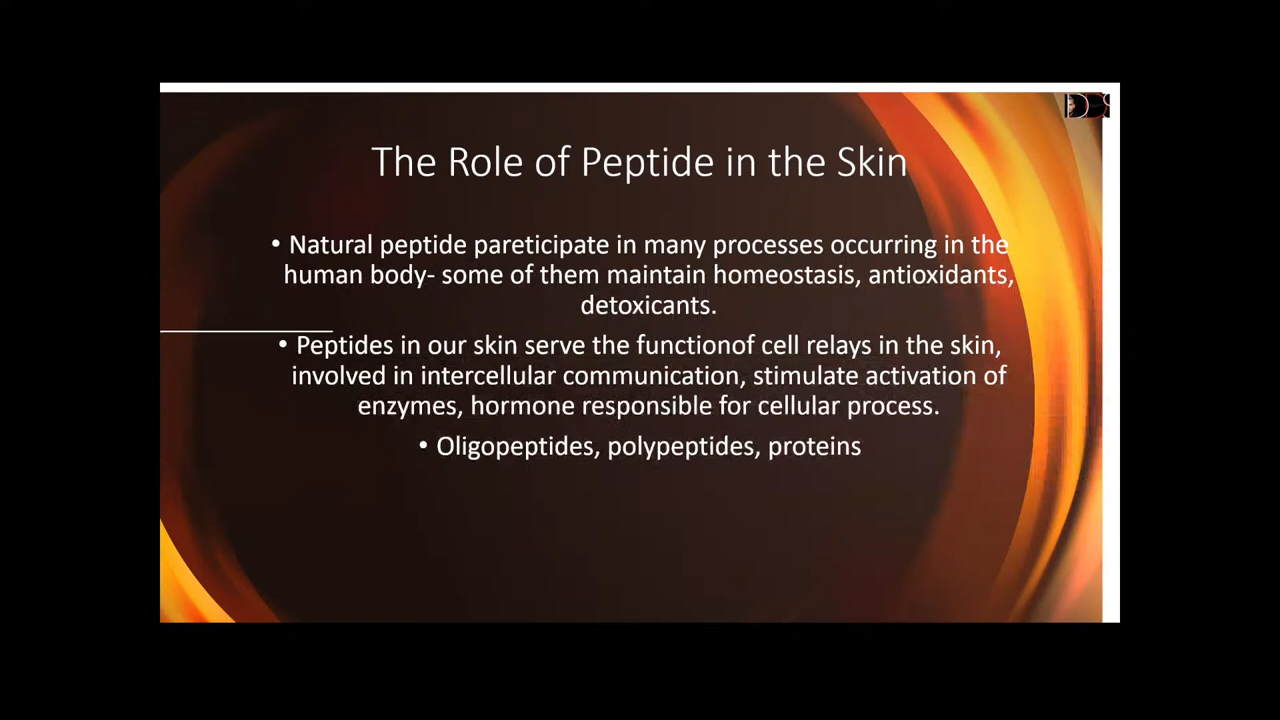 The Role of Peptide in the Skin
• Natural peptide pareticipate in many processes occurring in the
human body- some of them maintain homeostasis, antioxidants,
detoxicants.
• Peptides in our skin serve the functionof cell relays in the skin,
involved in intercellular communication, stimulate activation of
enzymes, hormone responsible for cellular process.
• Oligopeptides, polypeptides, proteins